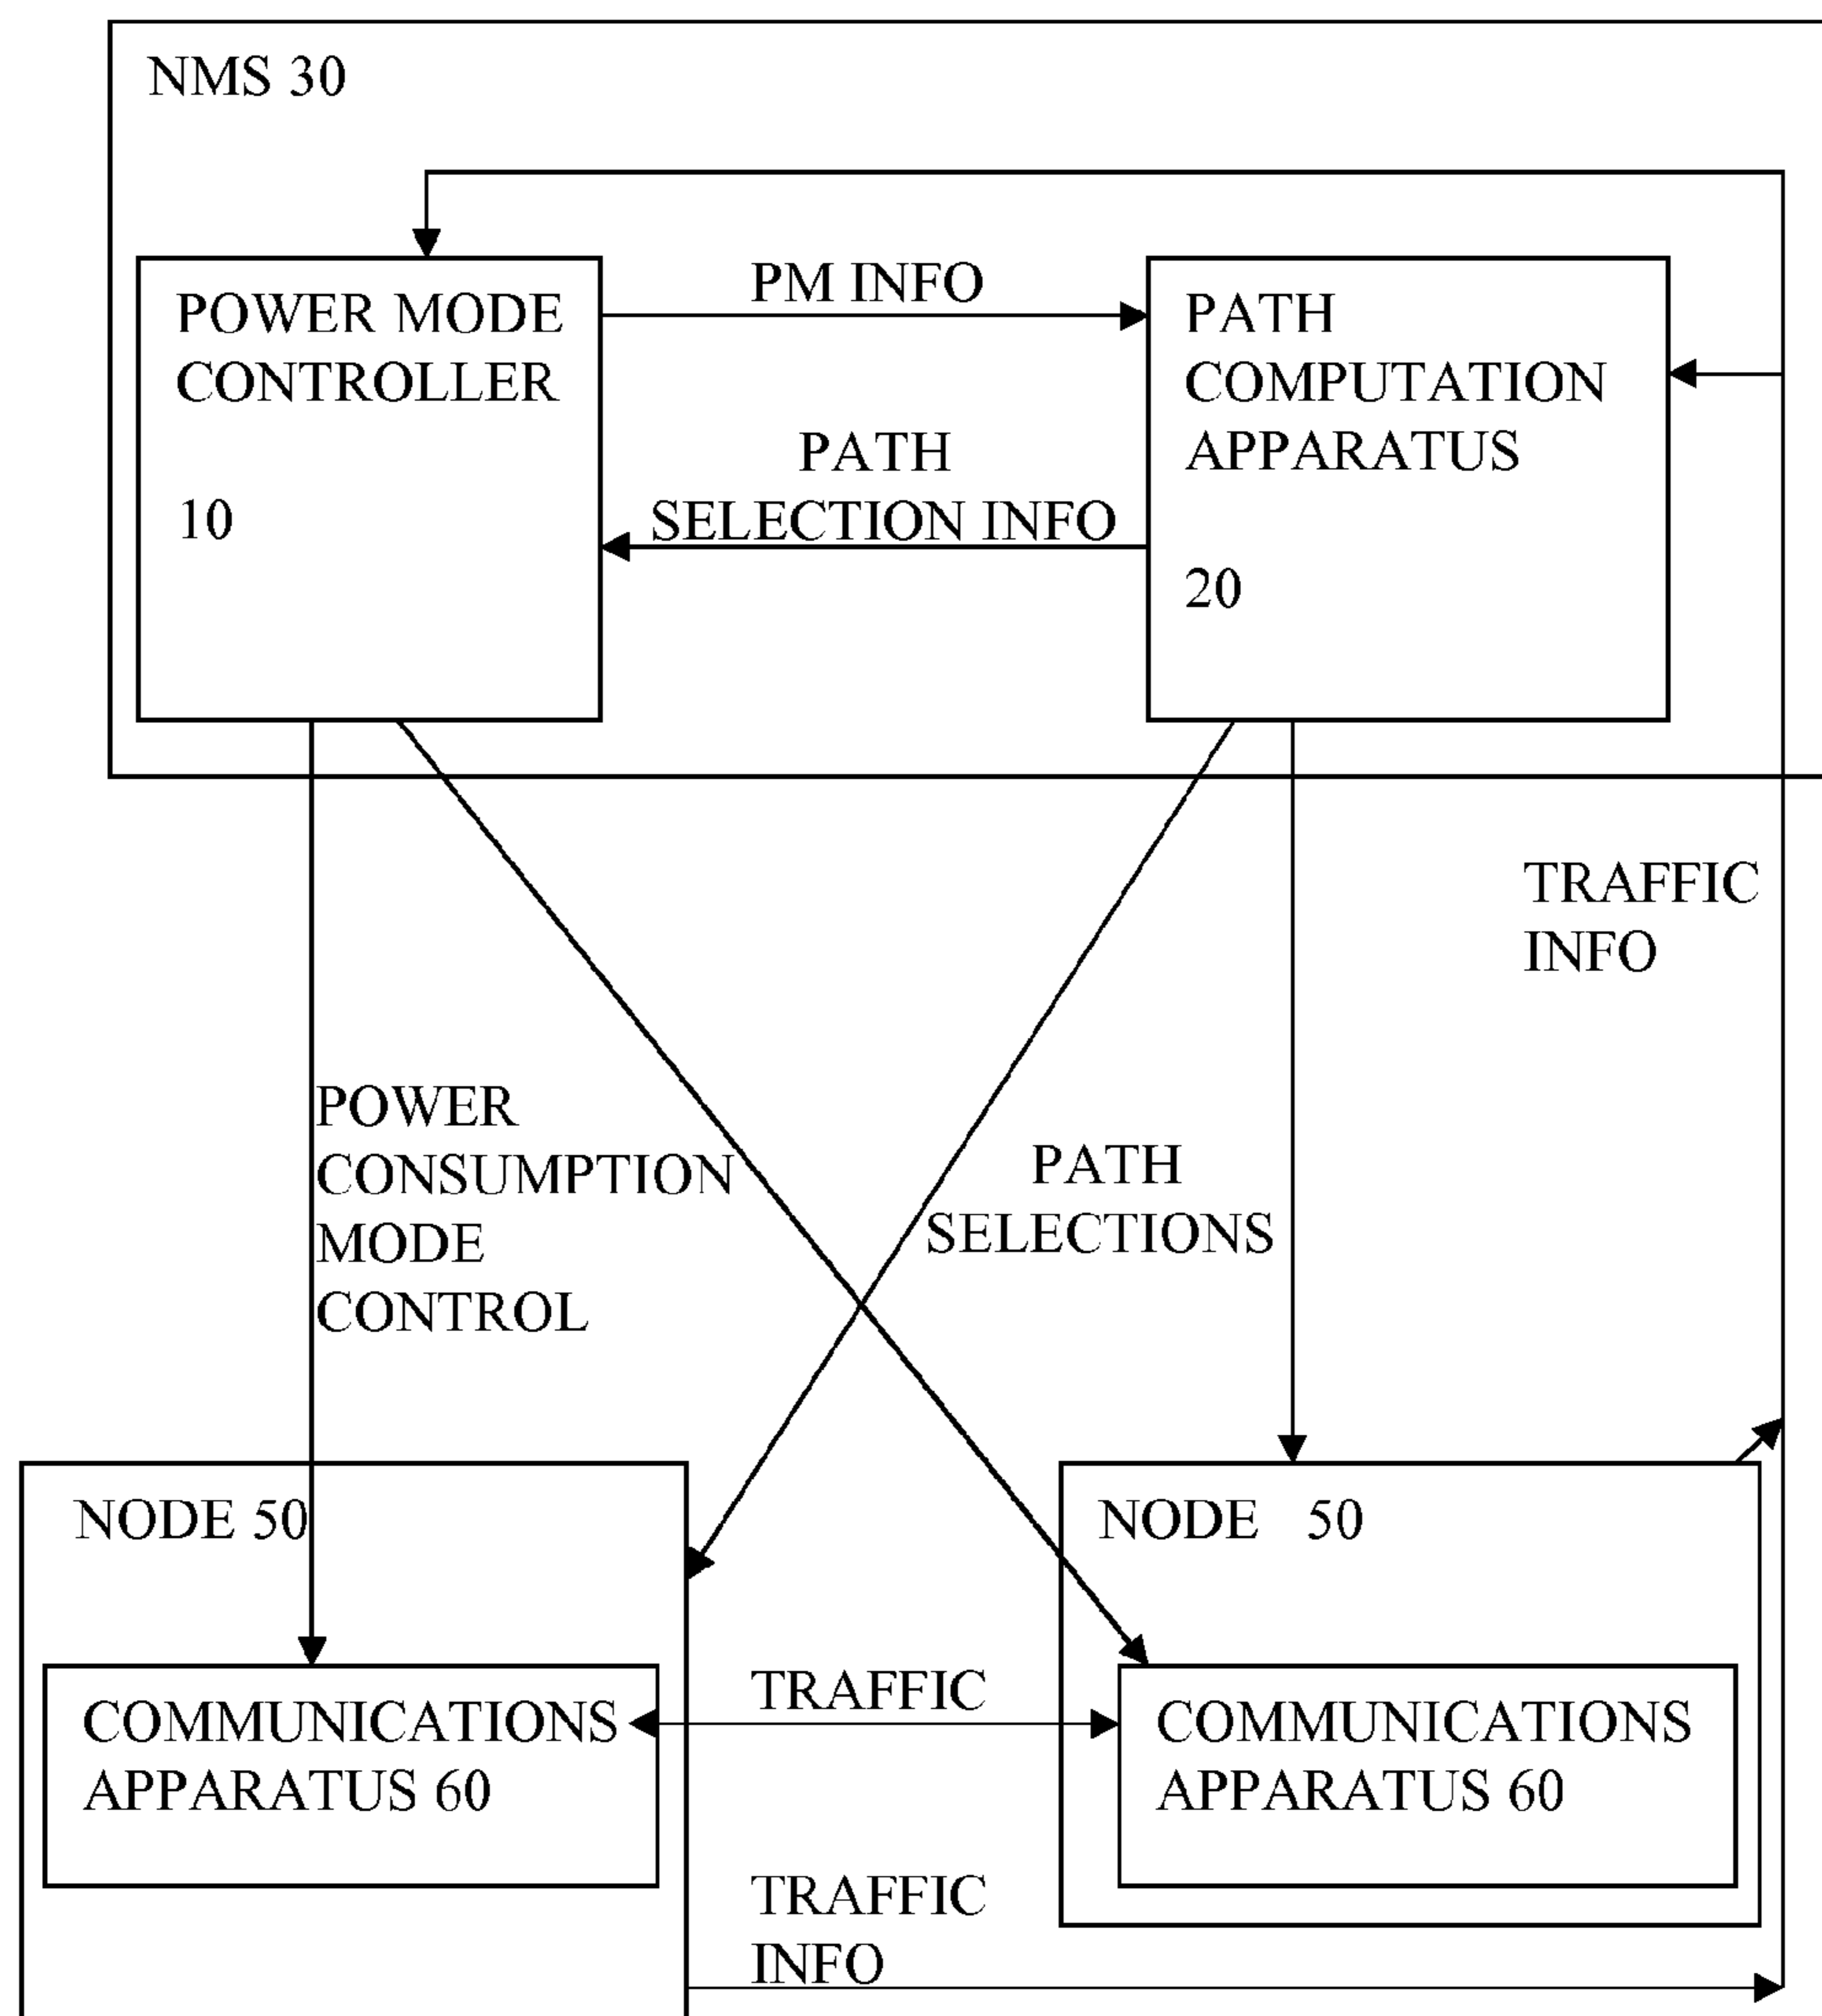 NMS 30
POWER MODE
CONTROLLER
10
PM INFO
PATH
SELECTION INFO
PATH
COMPUTATION
APPARATUS
20
TRAFFIC
INFO
POWER
CONSUMPTION
MODE
CONTROL
PATH
SELECTIONS
NODE 50
COMMUNICATIONS
APPARATUS 60
TRAFFIC
NODE 50
COMMUNICATIONS
APPARATUS 60
TRAFFIC
INFO